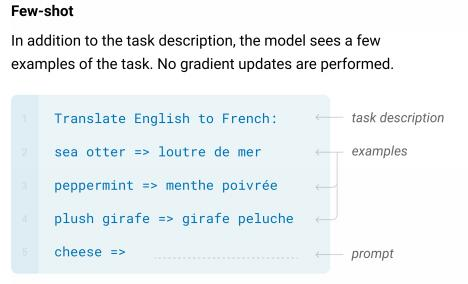 Few-shot
In addition to the task description, the model sees a few
examples of the task. No gradient updates are performed.
1 Translate English to French: task description
2 sea otter => loutre de mer examples
3 peppermint => menthe poivrée
4 plush girafe => girafe peluche
5 cheese => prompt